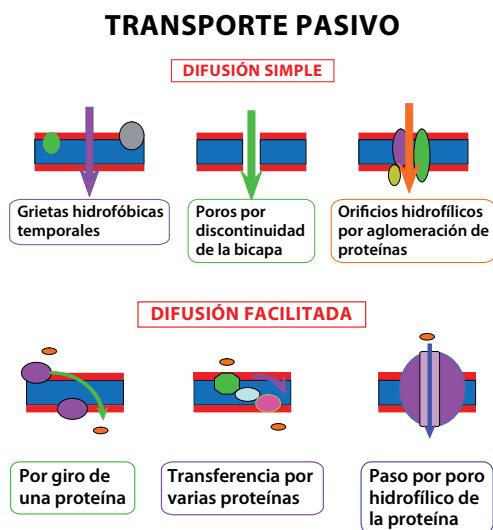 TRANSPORTE PASIVO
DIFUSIÓN SIMPLE
Grietas hidrofóbicas
temporales
Poros por
discontinuidad
de la bicapa
Orificios hidrofílicos
por aglomeración de
proteínas
DIFUSIÓN FACILITADA
Por giro de
una proteína
Transferencia por
varias proteínas
Paso por poro
hidrofílico de
la proteína